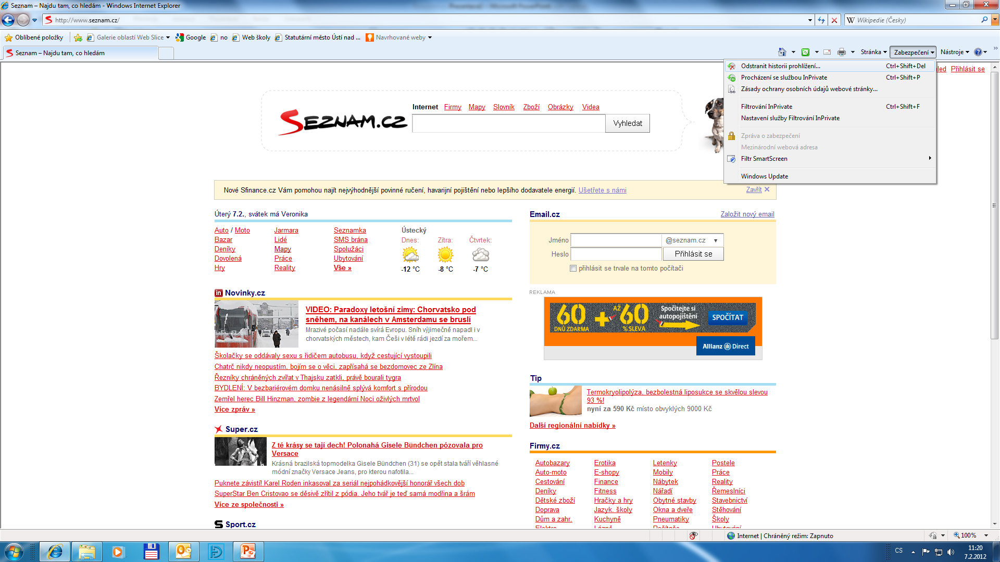 Seznam – Najdu tam, co hledám - Windows Internet Explorer
http://www.seznam.cz/
Wikipedie (Česky)
Oblíbené položky
Galerie oblastí Web Slice
Google
no
Web školy
Statutární město Ústí nad ...
Navrhované weby
Seznam – Najdu tam, co hledám
Stránka
Zabezpečení
Nástroje
Odstranit historii prohlížení... Ctrl+Shift+Del
Procházení se službou InPrivate Ctrl+Shift+P
Zásady ochrany osobních údajů webové stránky...
Filtrování InPrivate Ctrl+Shift+F
Nastavení služby Filtrování InPrivate
Zpráva o zabezpečení
Mezinárodní webová adresa
Filtr SmartScreen
Windows Update
led Přihlásit se
Internet Firmy Mapy Slovník Zboží Obrázky Videa
SEZNAM.CZ
Vyhledat
Nové Sfinance.cz Vám pomohou najít nejvýhodnější povinné ručení, havarijní pojištění nebo lepšího dodavatele energií. Ušetřete s námi
Zavřít
Úterý 7.2., svátek má Veronika
Auto / Moto Jarmara Seznamka
Bazar Lidé SMS brána
Deníky Mapy Spolužáci
Dovolená Práce Ubytování
Hry Reality Vše »
Ústecký
Dnes: Zítra: Čtvrtek:
-12 °C -8 °C -7 °C
Email.cz Založit nový email
Jméno @seznam.cz
Heslo Přihlásit se
přihlásit se trvale na tomto počítači
Novinky.cz
VIDEO: Paradoxy letošní zimy: Chorvatsko pod
sněhem, na kanálech v Amsterdamu se bruslí
Mrazivé počasí nadále svírá Evropu. Sníh výjimečně napadl i v
chorvatských městech, kam Češi v létě rádi jezdí za mořem...
Školačky se oddávaly sexu s řidičem autobusu, když cestující vystoupili
Chatrč nikdy neopustím, bojím se o věci, zapřísahá se bezdomovec ze Zlína
Řezníky chráněných zvířat v Thajsku zatkli, právě bourali tygra
BYDLENÍ: V bezbariérovém domku nenásilně splývá komfort s přírodou
Zemřel herec Bill Hinzman, zombie z legendární Noci oživlých mrtvol
Více zpráv »
REKLAMA
60 + AŽ 60
DNŮ ZDARMA % SLEVA
Spočítejte si
autopojištění
SPOČÍTAT
Allianz Direct
Tip
Termokryolipolýza, bezbolestná liposukce se skvělou slevou
93 %!
nyní za 590 Kč místo obvyklých 9000 Kč
Další regionální nabídky »
Super.cz
Z té krásy se tají dech! Polonahá Gisele Bündchen pózovala pro
Versace
Krásná brazilská topmodelka Gisele Bündchen (31) se opět stala tváří věhlasné
módní značky Versace Jeans, pro kterou nafotila...
Puknete závistí! Karel Roden inkasoval za seriál nejpohádkovější honorář všech dob
SuperStar Ben Cristovao se děsivě zřítil z pódia. Jeho tvář je teď samá modřina a šrám
Více ze společnosti »
Sport.cz
Firmy.cz
Autobazary Erotika Letenky Postele
Auto-moto E-shopy Mobily Práce
Cestování Finance Nábytek Reality
Deníky Fitness Nářadí Řemeslníci
Dětské zboží Hračky a hry Obytné stavby Stavebnictví
Doprava Jazyk. školy Okna a dveře Stěhování
Dům a zahr. Kuchyně Pneumatiky Školy
Elektro Lázně Počítače Ubytování
Internet | Chráněný režim: Zapnuto
100%
CS
11:20
7.2.2012